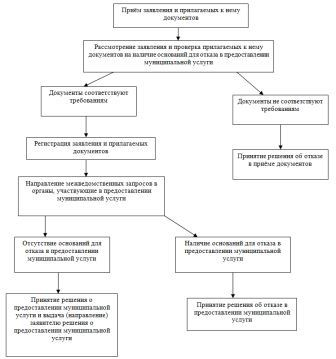 Приём заявления и прилагаемых к нему
документов
Рассмотрение заявления и проверка прилагаемых к нему
документов на наличие оснований для отказа в предоставлении
муниципальной услуги
Документы соответствуют
требованиям
Документы не соответствуют
требованиям
Регистрация заявления и прилагаемых
документов
Принятие решения об отказе
в приёме документов
Направление межведомственных запросов в
органы, участвующие в предоставлении
муниципальной услуги
Отсутствие оснований для
отказа в предоставлении
муниципальной услуги
Наличие оснований для отказа в
предоставлении муниципальной услуги
Принятие решения о
предоставлении муниципальной
услуги и выдача (направление)
заявителю решения о
предоставлении муниципальной
услуги
Принятие решения об отказе в
предоставлении муниципальной
услуги